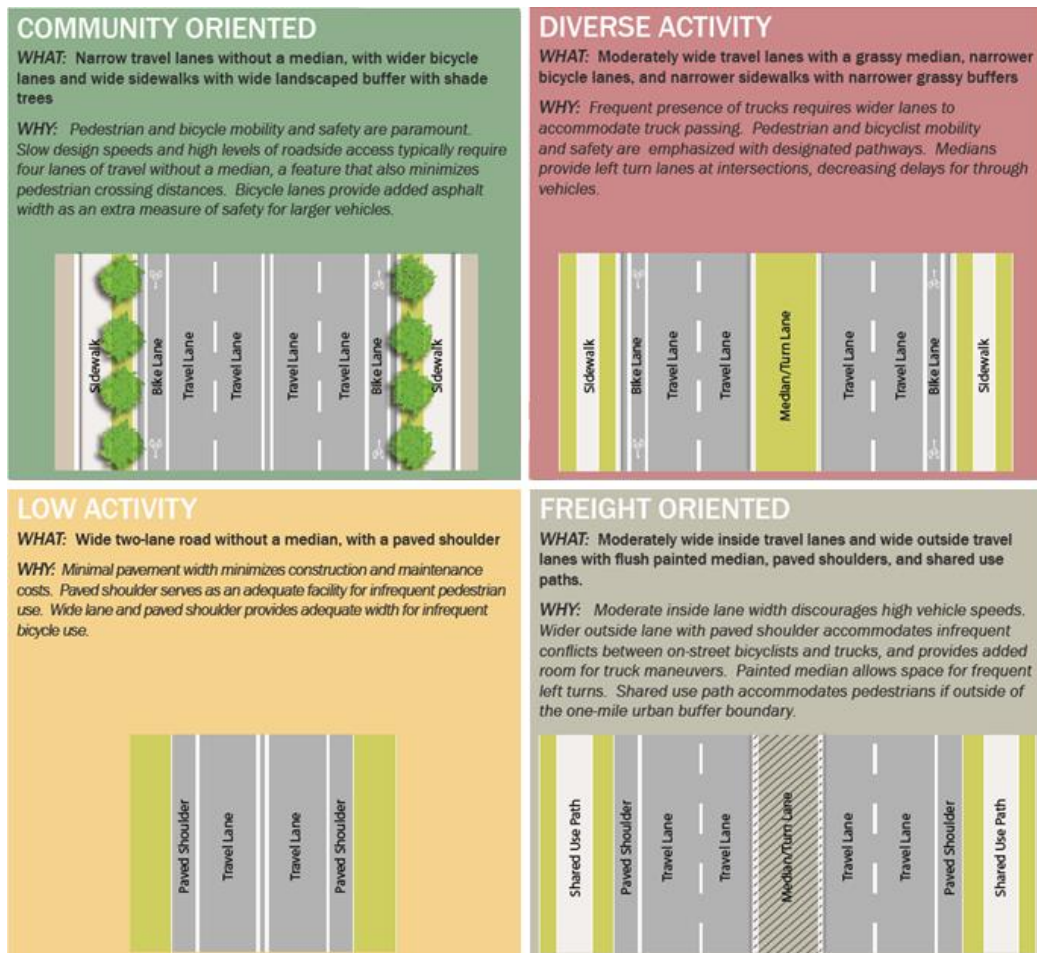 COMMUNITY ORIENTED
WHAT: Narrow travel lanes without a median, with wider bicycle
lanes and wide sidewalks with wide landscaped buffer with shade
trees
WHY: Pedestrian and bicycle mobility and safety are paramount.
Slow design speeds and high levels of roadside access typically require
four lanes of travel without a median, a feature that also minimizes
pedestrian crossing distances. Bicycle lanes provide added asphalt
width as an extra measure of safety for larger vehicles.
Sidewalk
Bike Lane
Travel Lane
Travel Lane
Travel Lane
Travel Lane
Bike Lane
Sidewalk
DIVERSE ACTIVITY
WHAT: Moderately wide travel lanes with a grassy median, narrower
bicycle lanes, and narrower sidewalks with narrower grassy buffers
WHY: Frequent presence of trucks requires wider lanes to
accommodate truck passing. Pedestrian and bicyclist mobility
and safety are emphasized with designated pathways. Medians
provide left turn lanes at intersections, decreasing delays for through
vehicles.
Sidewalk
Bike Lane
Travel Lane
Travel Lane
Median/Turn Lane
Travel Lane
Travel Lane
Bike Lane
Sidewalk
LOW ACTIVITY
WHAT: Wide two-lane road without a median, with a paved shoulder
WHY: Minimal pavement width minimizes construction and maintenance
costs. Paved shoulder serves as an adequate facility for infrequent pedestrian
use. Wide lane and paved shoulder provides adequate width for infrequent
bicycle use.
Paved Shoulder
Travel Lane
Travel Lane
Paved Shoulder
FREIGHT ORIENTED
WHAT: Moderately wide inside travel lanes and wide outside travel
lanes with flush painted median, paved shoulders, and shared use
paths.
WHY: Moderate inside lane width discourages high vehicle speeds.
Wider outside lane with paved shoulder accommodates infrequent
conflicts between on-street bicyclists and trucks, and provides added
room for truck maneuvers. Painted median allows space for frequent
left turns. Shared use path accommodates pedestrians if outside of
the one-mile urban buffer boundary.
Shared Use Path
Paved Shoulder
Travel Lane
Travel Lane
Median/Turn Lane
Travel Lane
Travel Lane
Paved Shoulder
Shared Use Path